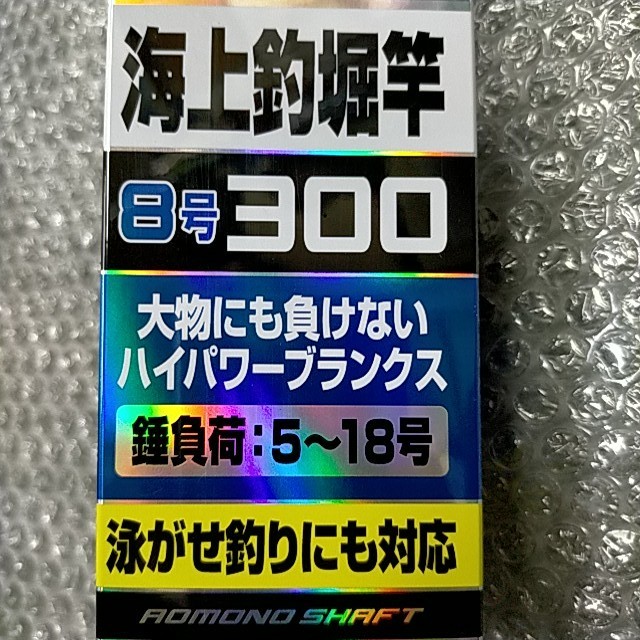 海上釣堀竿
8号300
大物にも負けない
ハイパワーブランクス
錘負荷:5〜18号
泳がせ釣りにも対応
AOMONO SHAFT